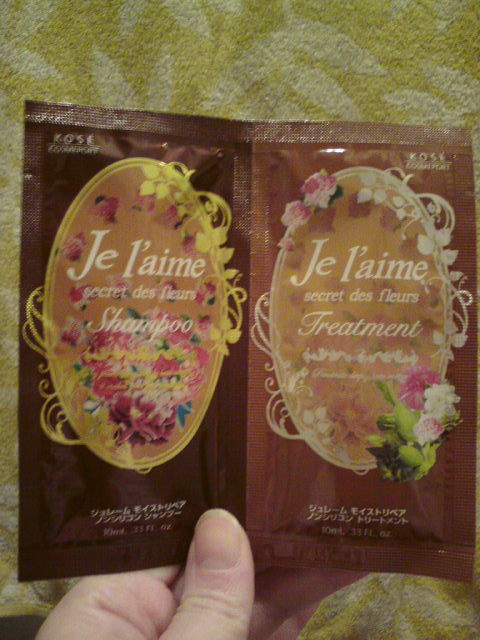 KOSÉ
COSMEPORT
Je l'aime
secret des fleurs
Shampoo
ジュレーム モイストリペア
ノンシリコン シャンプー
10mL .33 fl. oz.
KOSÉ
COSMEPORT
Je l'aime
secret des fleurs
Treatment
ジュレーム モイストリペア
ノンシリコン トリートメント
10mL .33 fl. oz.